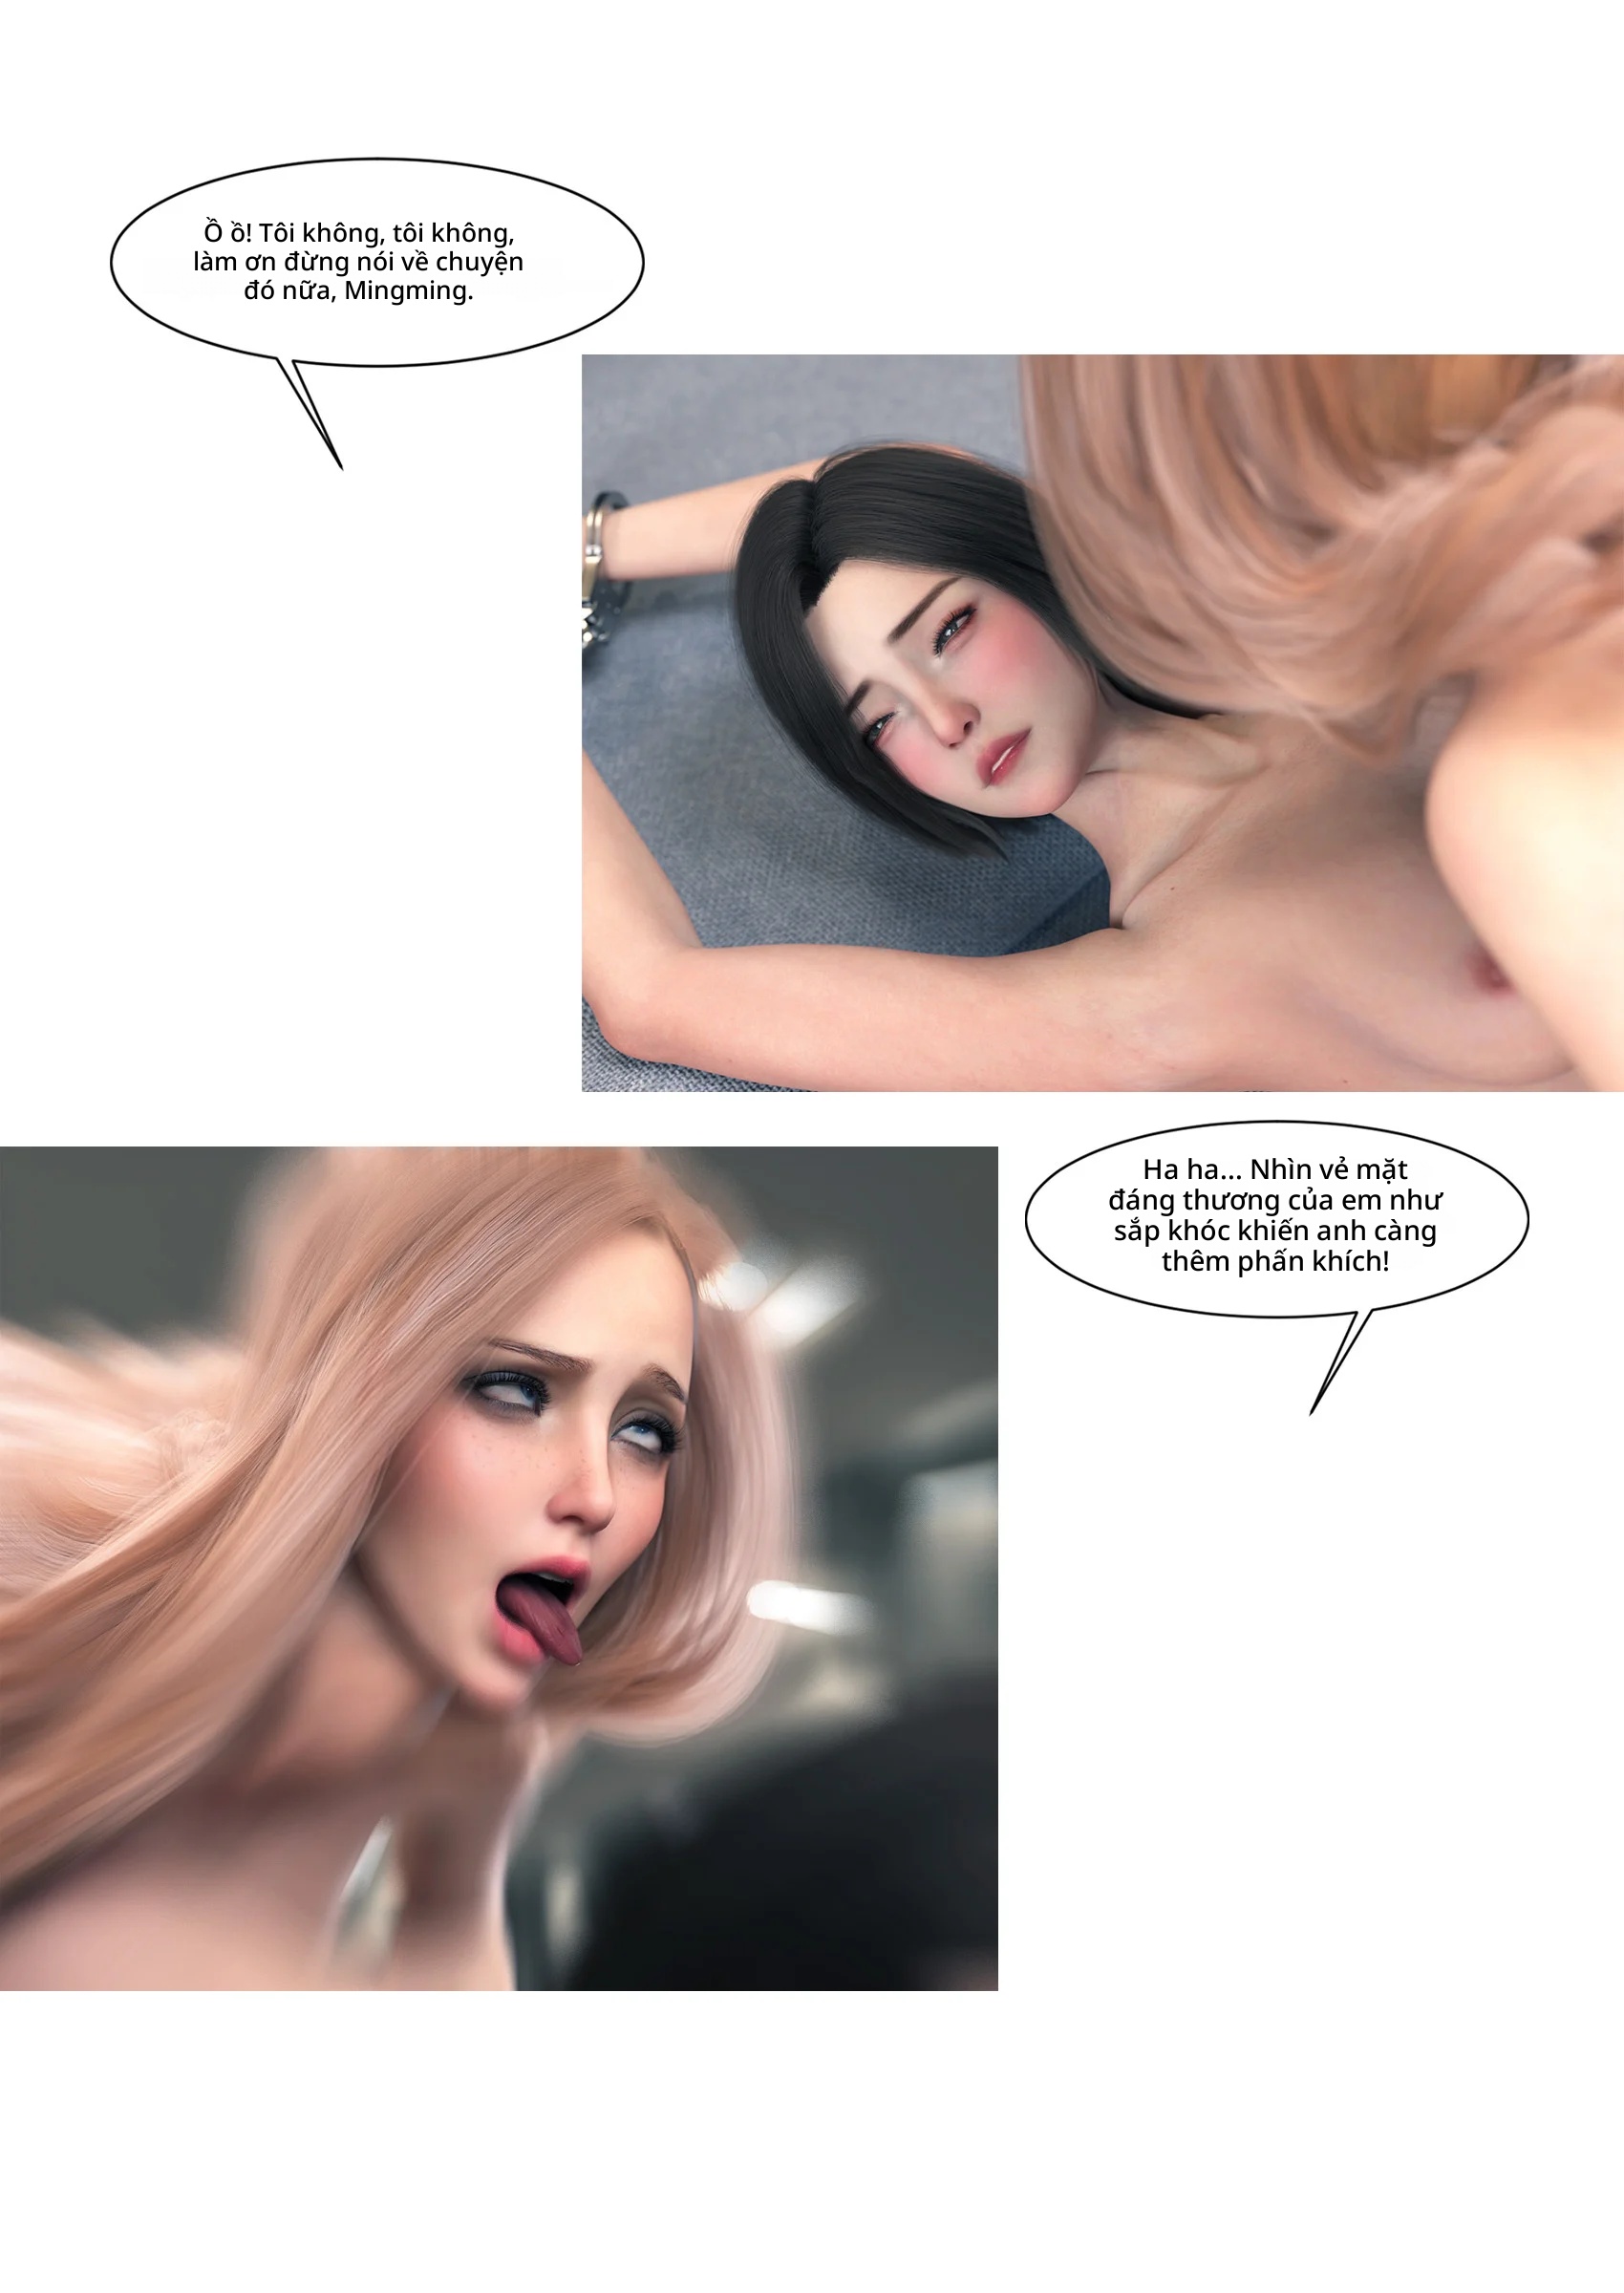 Ồ ồ! Tôi không, tôi không,
làm ơn đừng nói về chuyện
đó nữa, Mingming.
Ha ha... Nhìn vẻ mặt
đáng thương của em như
sắp khóc khiến anh càng
thêm phấn khích!